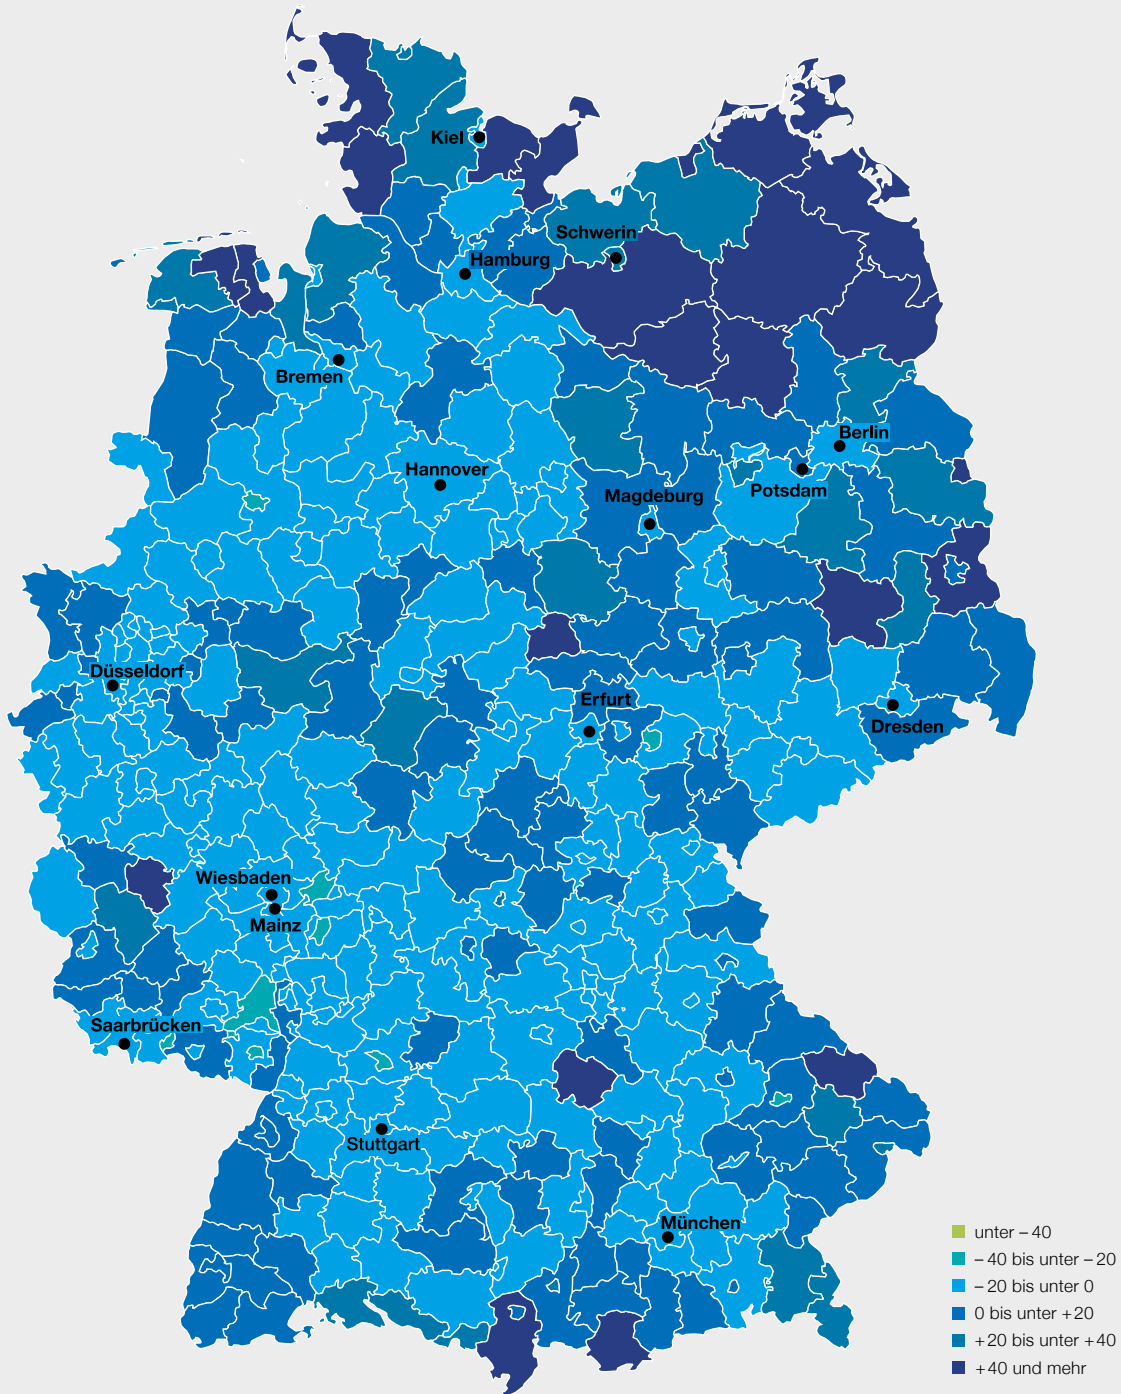 Kiel
Schwerin
Hamburg
Bremen
Berlin
Hannover
Potsdam
Magdeburg
Düsseldorf
Erfurt
Dresden
Wiesbaden
Mainz
Saarbrücken
Stuttgart
München
unter – 40
– 40 bis unter – 20
– 20 bis unter 0
0 bis unter + 20
+ 20 bis unter + 40
+ 40 und mehr